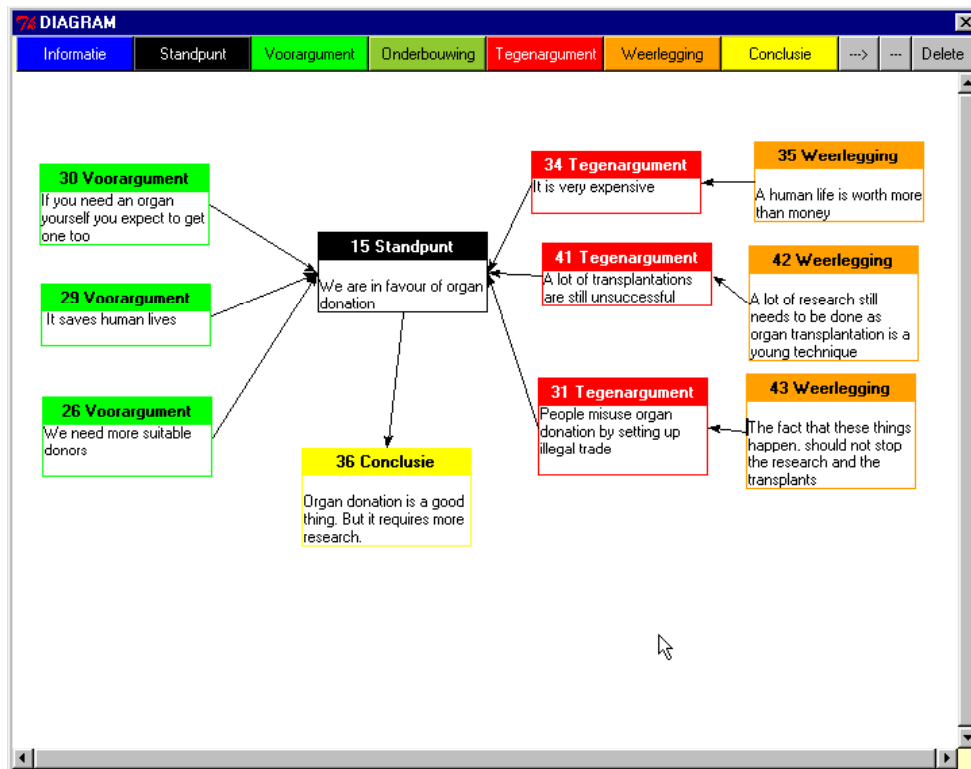 DIAGRAM
Informatie Standpunt Voorargument Onderbouwing Tegenargument Weerlegging Conclusie ---> --- Delete
30 Voorargument
If you need an organ
yourself you expect to get
one too
29 Voorargument
It saves human lives
26 Voorargument
We need more suitable
donors
15 Standpunt
We are in favour of organ
donation
36 Conclusie
Organ donation is a good
thing. But it requires more
research.
34 Tegenargument
It is very expensive
41 Tegenargument
A lot of transplantations
are still unsuccessful
31 Tegenargument
People misuse organ
donation by setting up
illegal trade
35 Weerlegging
A human life is worth more
than money
42 Weerlegging
A lot of research still
needs to be done as
organ transplantation is a
young technique
43 Weerlegging
The fact that these things
happen, should not stop
the research and the
transplants